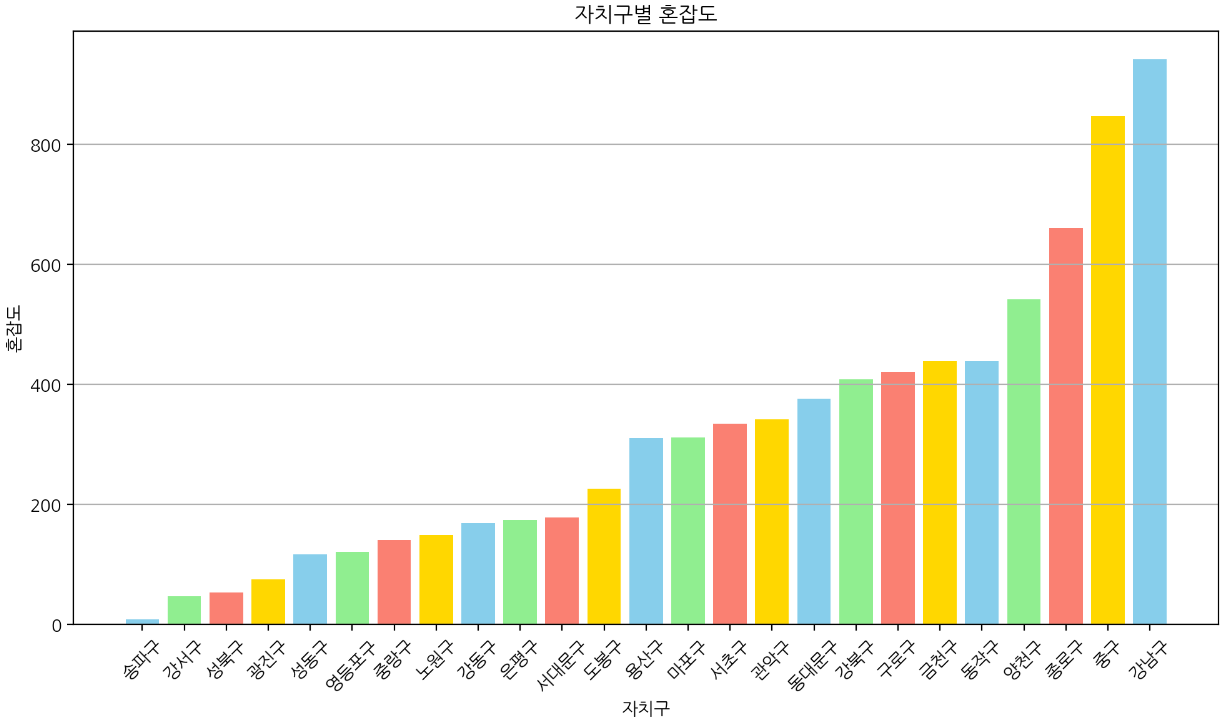 자치구별 혼잡도
혼잡도
800
600
400
200
0
송파구
강서구
성북구
광진구
성동구
영등포구
중랑구
노원구
강동구
은평구
서대문구
도봉구
용산구
마포구
서초구
관악구
동대문구
강북구
구로구
금천구
동작구
양천구
종로구
중구
강남구
자치구